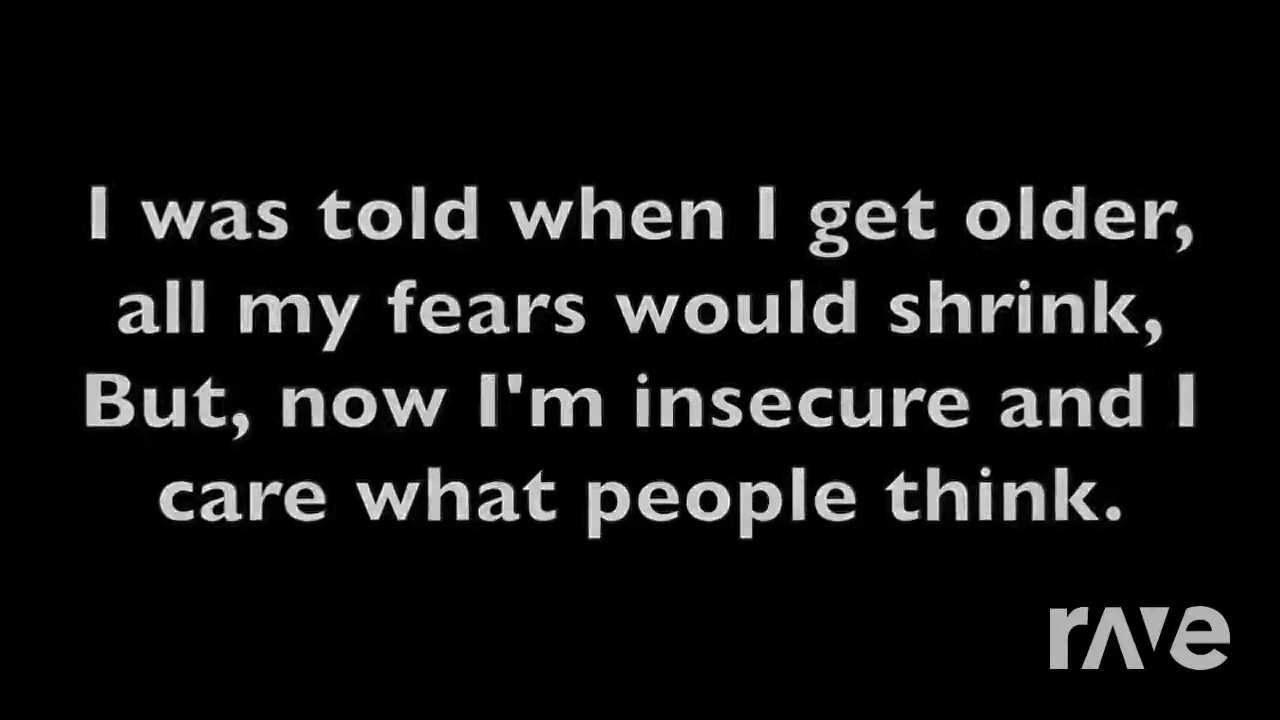 I was told when I get older,
all my fears would shrink,
But, now I'm insecure and I
care what people think.
rave